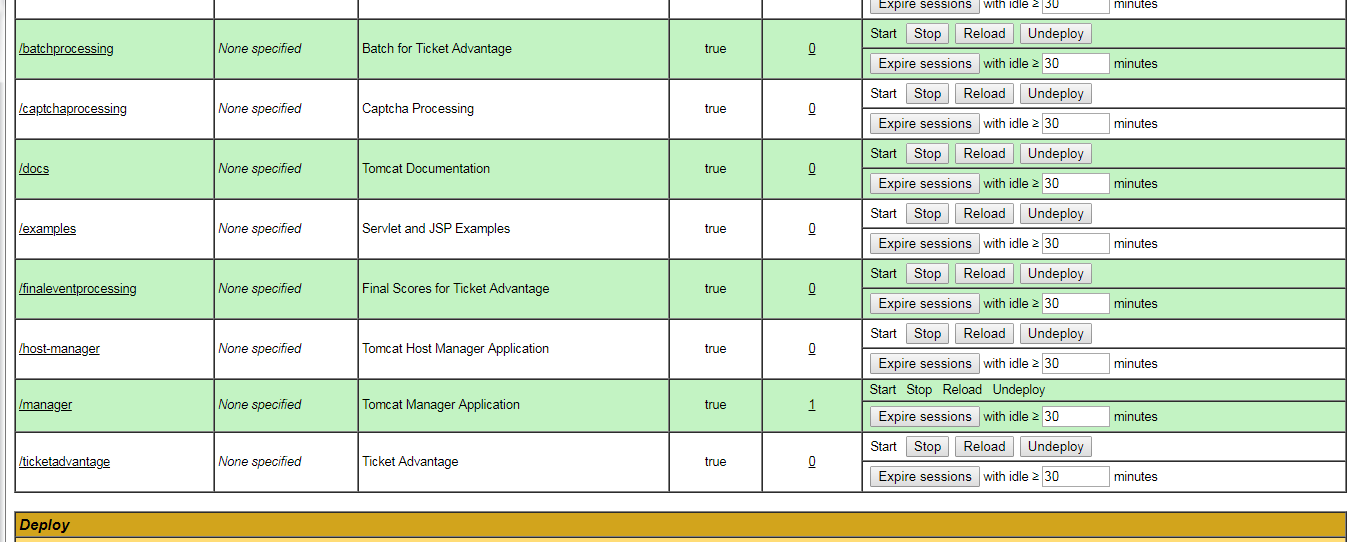 Expire sessions with idle ≥ 30 minutes
/batchprocessing None specified Batch for Ticket Advantage true 0 Start Stop Reload Undeploy
Expire sessions with idle ≥ 30 minutes
/captchaprocessing None specified Captcha Processing true 0 Start Stop Reload Undeploy
Expire sessions with idle ≥ 30 minutes
/docs None specified Tomcat Documentation true 0 Start Stop Reload Undeploy
Expire sessions with idle ≥ 30 minutes
/examples None specified Servlet and JSP Examples true 0 Start Stop Reload Undeploy
Expire sessions with idle ≥ 30 minutes
/finaleventprocessing None specified Final Scores for Ticket Advantage true 0 Start Stop Reload Undeploy
Expire sessions with idle ≥ 30 minutes
/host-manager None specified Tomcat Host Manager Application true 0 Start Stop Reload Undeploy
Expire sessions with idle ≥ 30 minutes
/manager None specified Tomcat Manager Application true 1 Start Stop Reload Undeploy
Expire sessions with idle ≥ 30 minutes
/ticketadvantage None specified Ticket Advantage true 0 Start Stop Reload Undeploy
Expire sessions with idle ≥ 30 minutes
Deploy